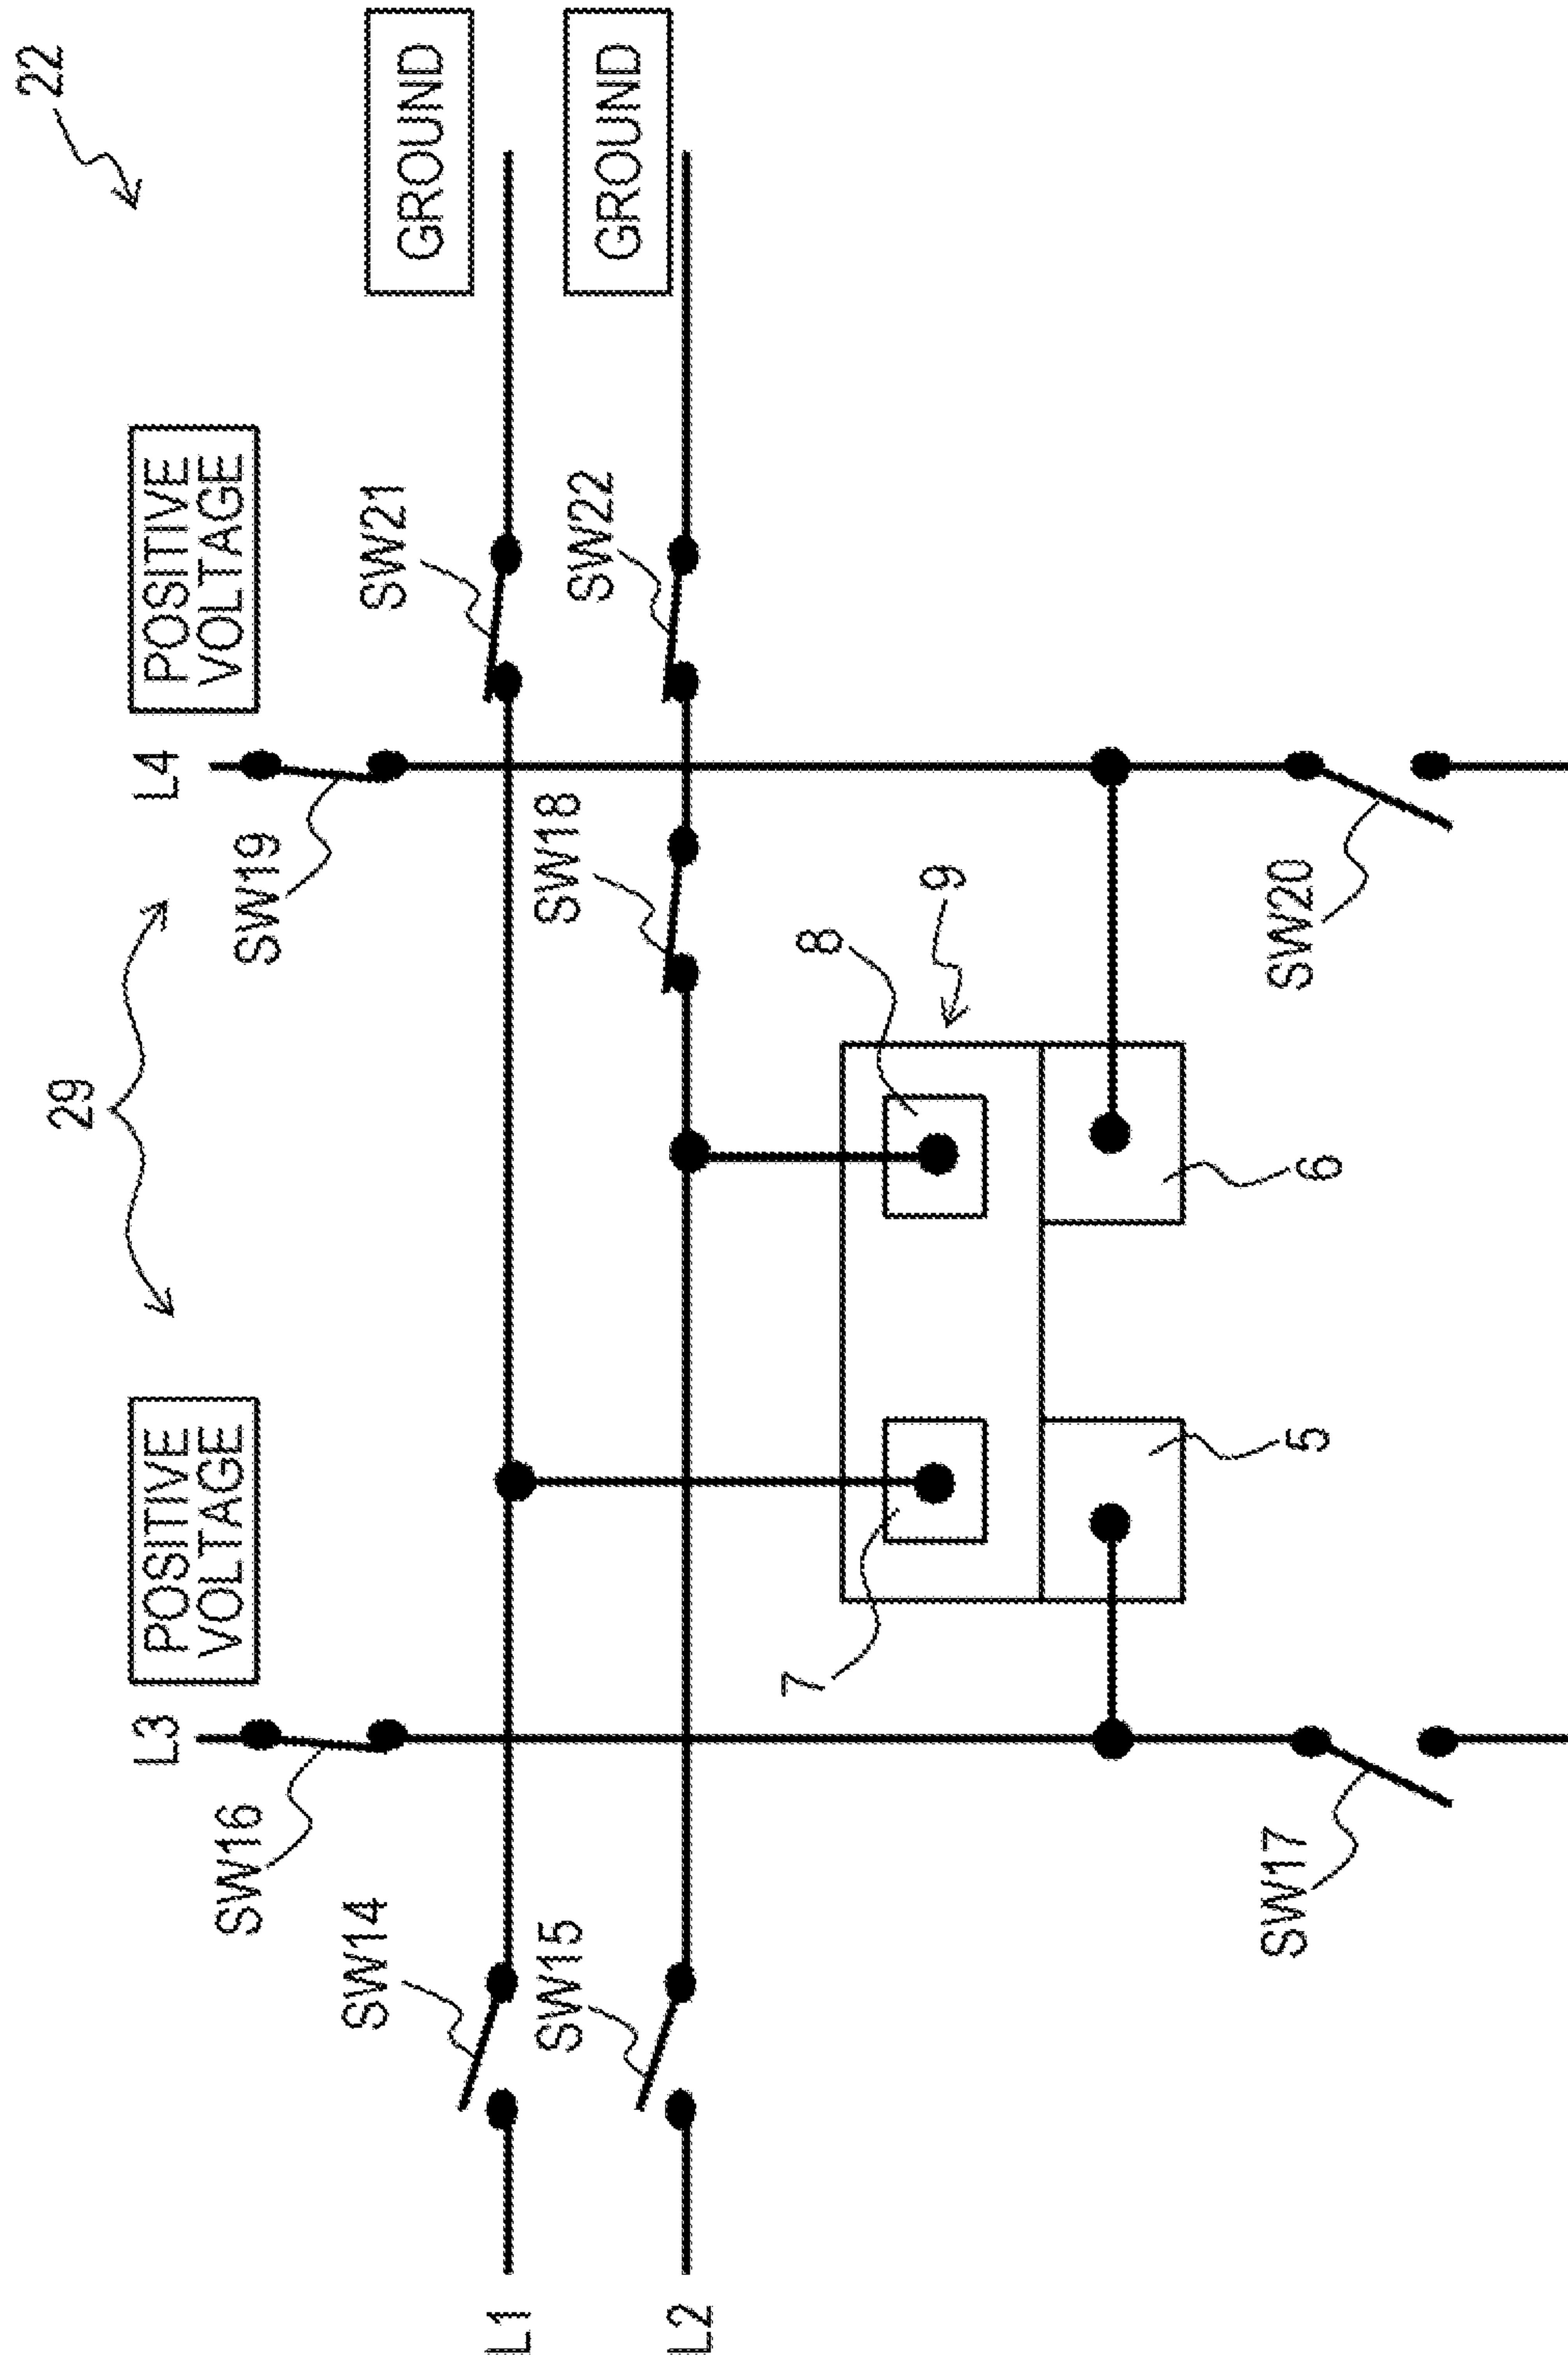 22
29
L3
POSITIVE
VOLTAGE
L4
POSITIVE
VOLTAGE
SW16
SW19
GROUND
L1
SW14
SW21
GROUND
L2
SW15
SW18
SW22
7
8
9
5
6
SW17
SW20